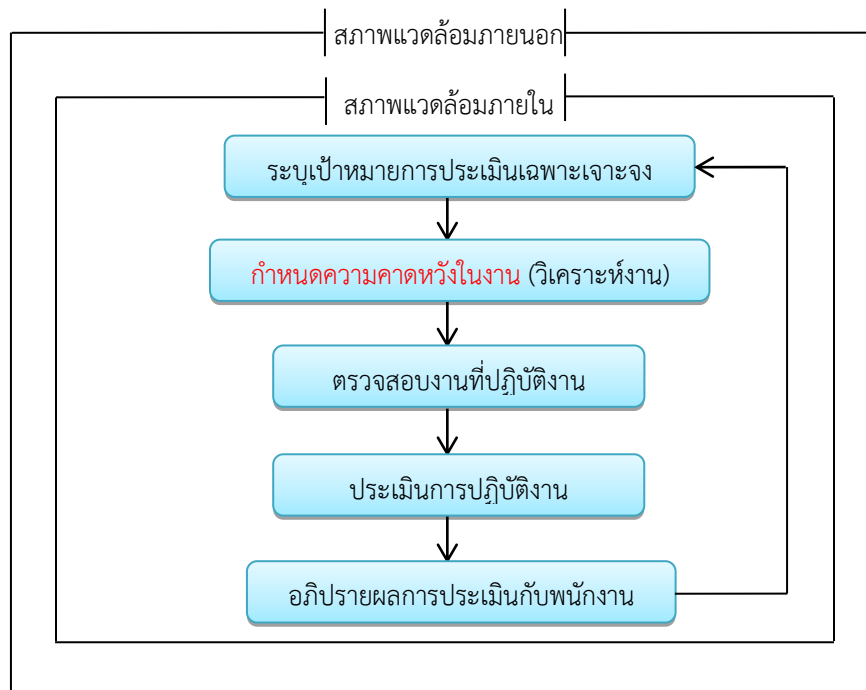 สภาพแวดล้อมภายนอก
สภาพแวดล้อมภายใน
ระบุเป้าหมายการประเมินเฉพาะเจาะจง
กำหนดความคาดหวังในงาน (วิเคราะห์งาน)
ตรวจสอบงานที่ปฏิบัติงาน
ประเมินการปฏิบัติงาน
อภิปรายผลการประเมินกับพนักงาน